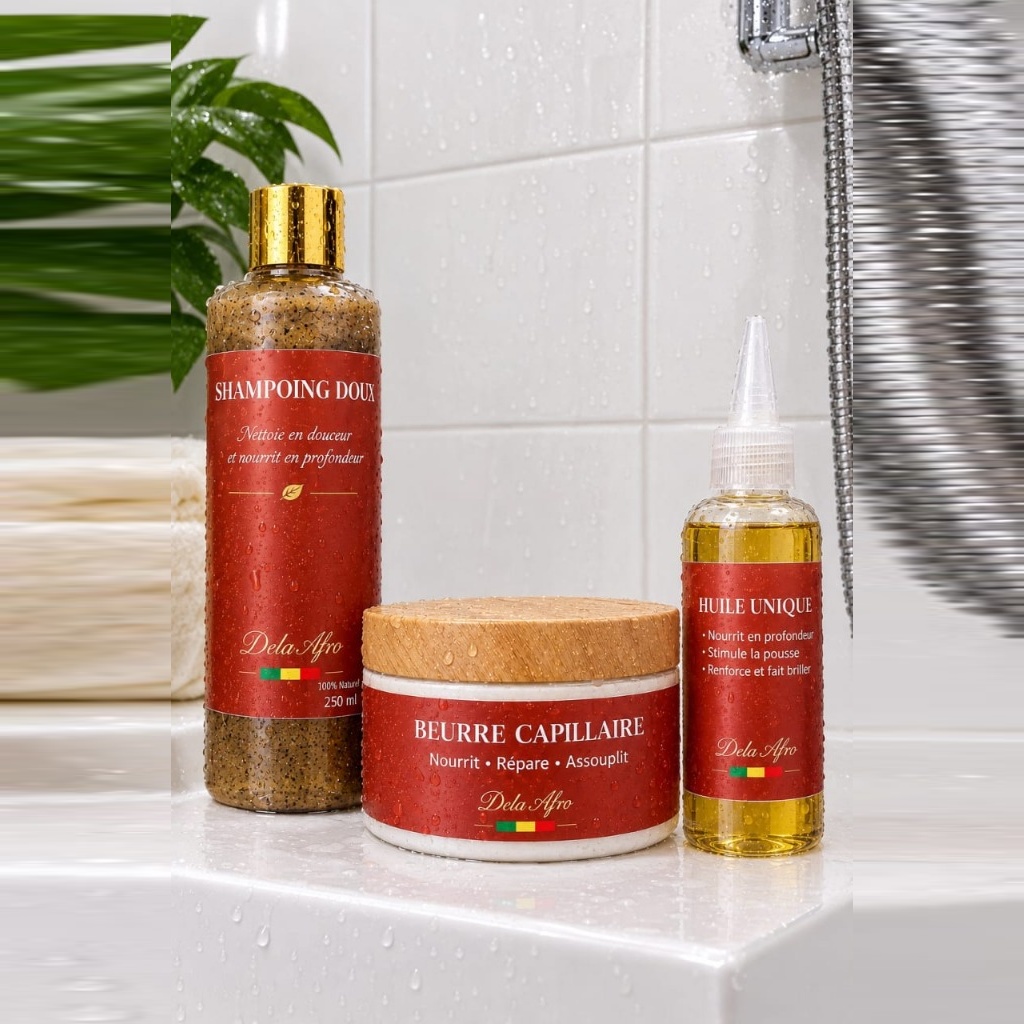 SHAMPOING DOUX
Nettoie en douceur
et nourrit en profondeur
Dela Afro
100% Naturel
250 ml
BEURRE CAPILLAIRE
Nourrit • Répare • Assouplit
Dela Afro
HUILE UNIQUE
• Nourrit en profondeur
• Stimule la pousse
• Renforce et fait briller
Dela Afro